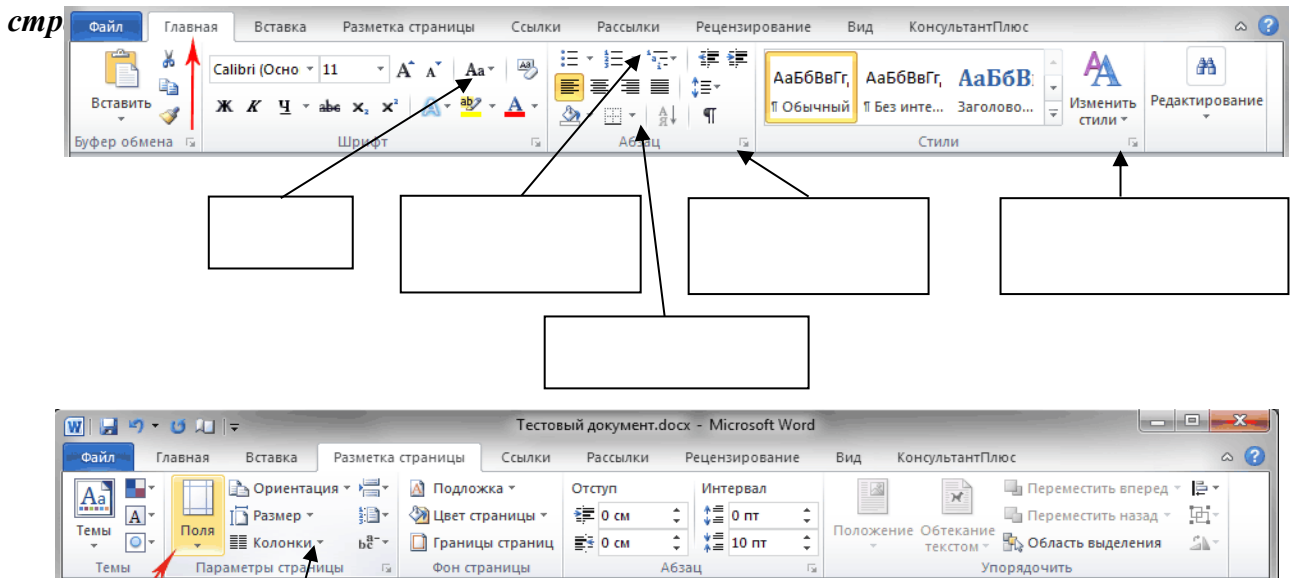 стр
Файл Главная Вставка Разметка страницы Ссылки Рассылки Рецензирование Вид КонсультантПлюс
Calibri (Осно 11 Aa
АаБбВвГг, АаБбВвГг, АаБбВ
Вставить
Ж К Ч abc x₂ x² А
¶ Обычный ¶ Без инте... Заголово...
Изменить стили
Редактирование
Буфер обмена Шрифт Абзац Стили
Тестовый документ.docx - Microsoft Word
Файл Главная Вставка Разметка страницы Ссылки Рассылки Рецензирование Вид КонсультантПлюс
Ориентация Подложка Отступ Интервал Переместить вперед
Темы Поля Размер Цвет страницы 0 см 0 пт Положение Обтекание текстом Переместить назад
Колонки Границы страниц 0 см 10 пт Область выделения
Темы Параметры страницы Фон страницы Абзац Упорядочить